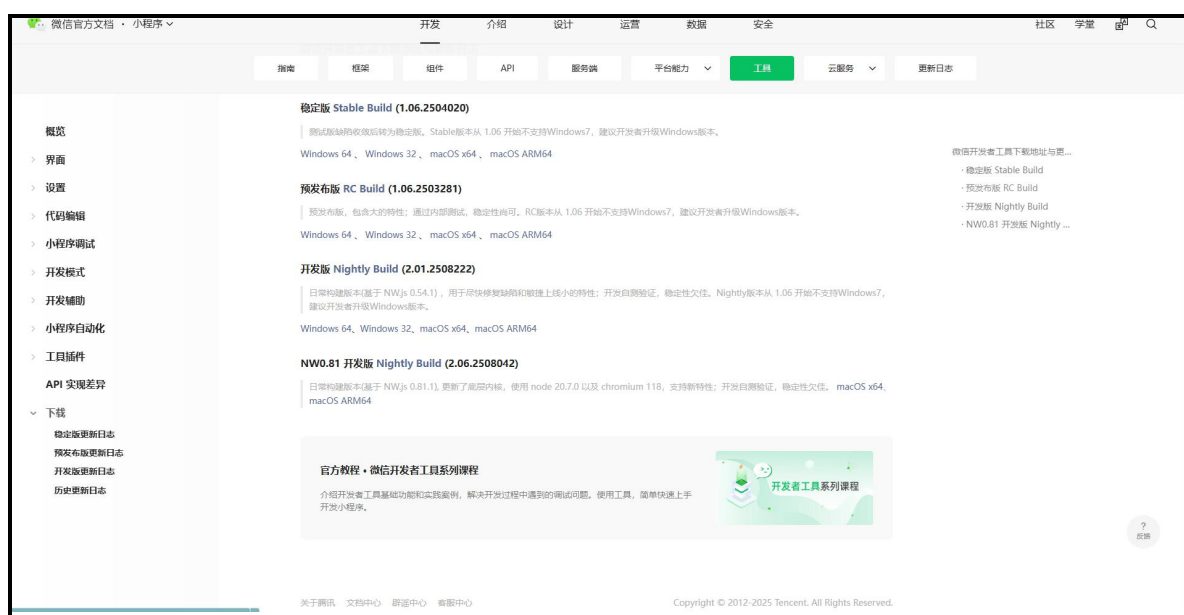 微信官方文档 · 小程序
开发 介绍 设计 运营 数据 安全
社区 学堂
指南 框架 组件 API 服务端 平台能力 工具 云服务 更新日志
概览
界面
设置
代码编辑
小程序调试
开发模式
开发辅助
小程序自动化
工具插件
API 实现差异
下载
稳定版更新日志
预发布版更新日志
开发版更新日志
历史更新日志
稳定版 Stable Build (1.06.2504020)
测试版缺陷收敛后转为稳定版。Stable版本从 1.06 开始不支持Windows7，建议开发者升级Windows版本。
Windows 64 、 Windows 32 、 macOS x64 、 macOS ARM64
预发布版 RC Build (1.06.2503281)
预发布版，包含大的特性；通过内部测试，稳定性尚可。RC版本从 1.06 开始不支持Windows7，建议开发者升级Windows版本。
Windows 64 、 Windows 32 、 macOS x64 、 macOS ARM64
开发版 Nightly Build (2.01.2508222)
日常构建版本(基于 NW.js 0.54.1) ，用于尽快修复缺陷和敏捷上线小的特性；开发自测验证，稳定性欠佳。Nightly版本从 1.06 开始不支持Windows7，
建议开发者升级Windows版本。
Windows 64、Windows 32、macOS x64、macOS ARM64
NW0.81 开发版 Nightly Build (2.06.2508042)
日常构建版本(基于 NW.js 0.81.1), 更新了底层内核，使用 node 20.7.0 以及 chromium 118，支持新特性；开发自测验证，稳定性欠佳。 macOS x64、
macOS ARM64
官方教程 • 微信开发者工具系列课程
介绍开发者工具基础功能和实践案例，解决开发过程中遇到的调试问题。使用工具，简单快速上手
开发小程序。
开发者工具系列课程
微信开发者工具下载地址与更...
· 稳定版 Stable Build
· 预发布版 RC Build
· 开发版 Nightly Build
· NW0.81 开发版 Nightly ...
?
反馈
关于腾讯 文档中心 辟谣中心 客服中心
Copyright © 2012-2025 Tencent. All Rights Reserved.